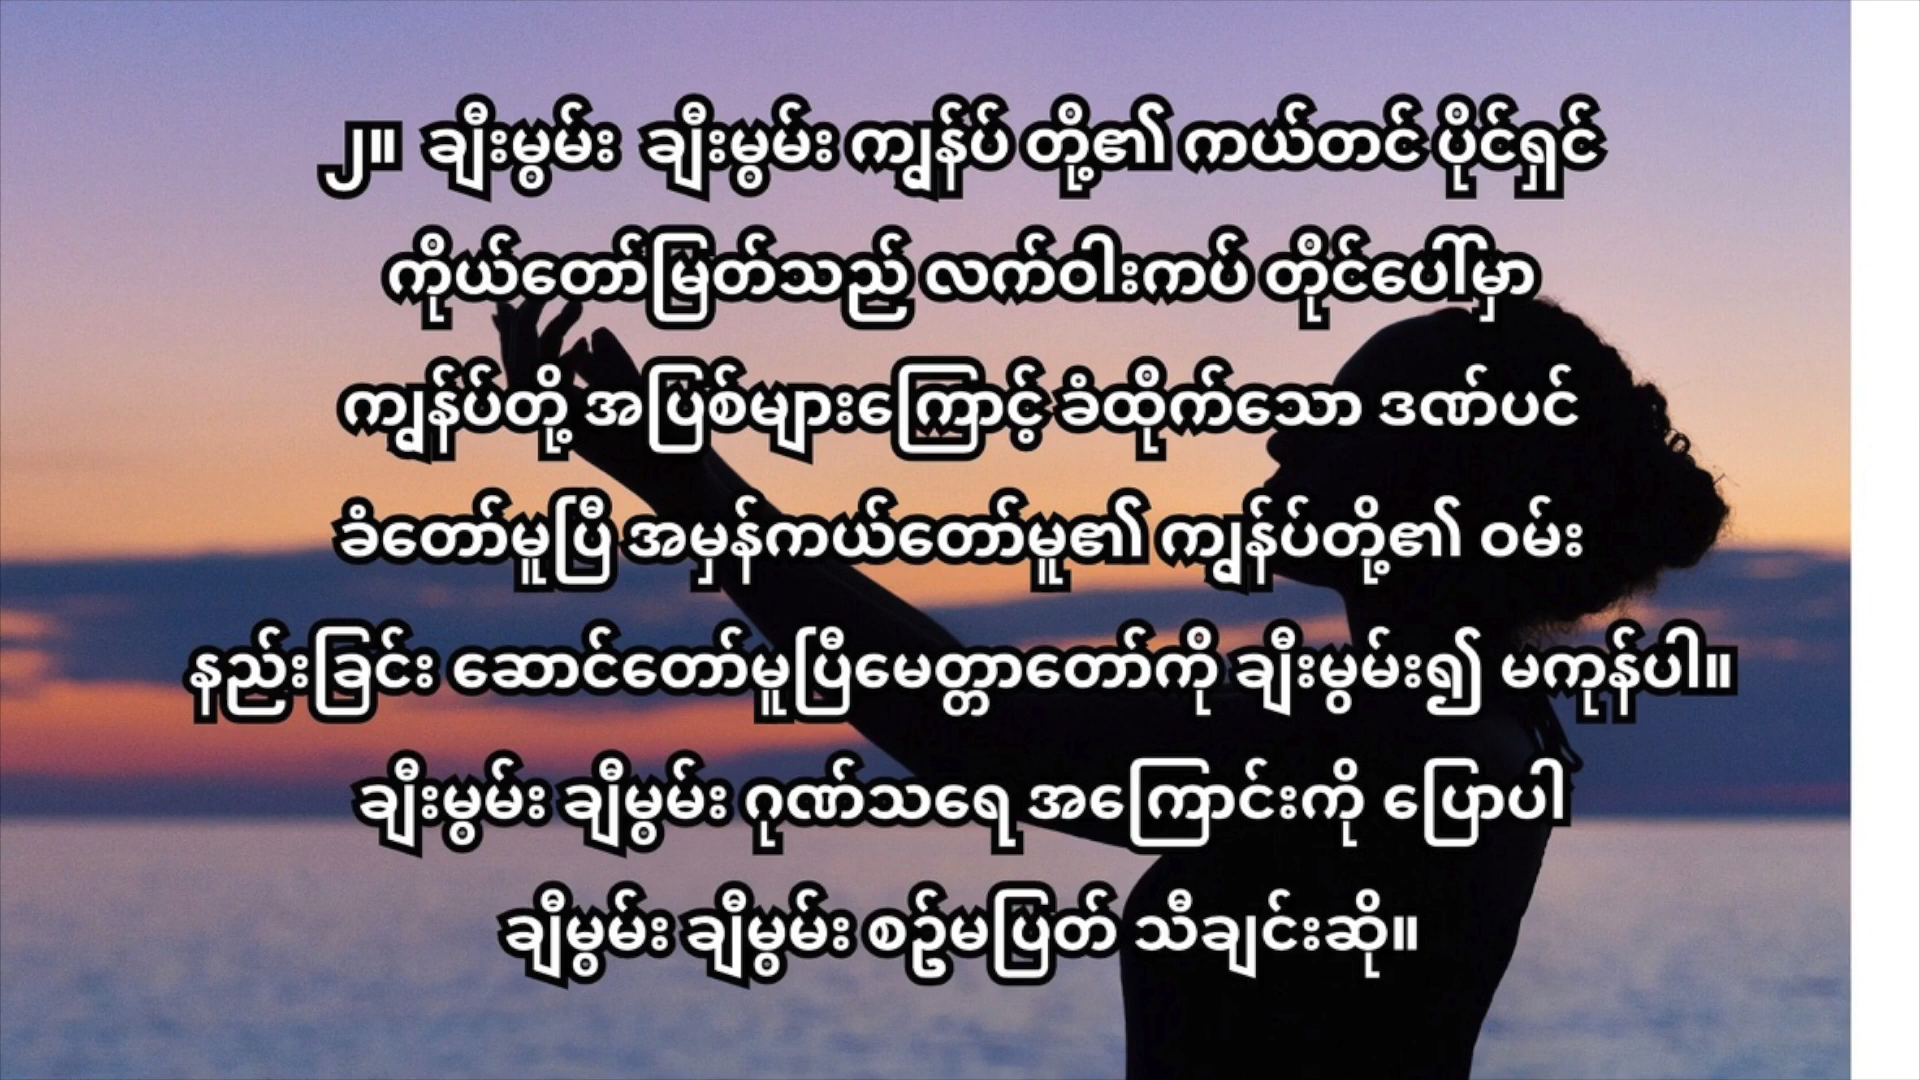 ၂။ ချီးမွမ်း ချီးမွမ်း ကျွန်ုပ် တို့၏ ကယ်တင် ပိုင်ရှင်
ကိုယ်တော်မြတ်သည် လက်ဝါးကပ် တိုင်ပေါ်မှာ
ကျွန်ုပ်တို့ အပြစ်များကြောင့် ခံထိုက်သော ဒဏ်ပင်
ခံတော်မူပြီ အမှန်ကယ်တော်မူ၏ ကျွန်ုပ်တို့၏ ဝမ်း
နည်းခြင်း ဆောင်တော်မူပြီမေတ္တာတော်ကို ချီးမွမ်း၍ မကုန်ပါ။
ချီးမွမ်း ချီမွမ်း ဂုဏ်သရေ အကြောင်းကို ပြောပါ
ချီမွမ်း ချီမွမ်း စဥ်မပြတ် သီချင်းဆို။